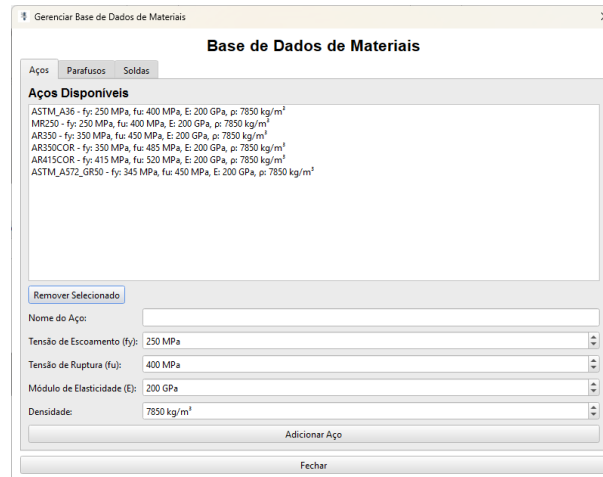 Gerenciar Base de Dados de Materiais
Base de Dados de Materiais
Aços Parafusos Soldas
Aços Disponíveis
ASTM_A36 - fy: 250 MPa, fu: 400 MPa, E: 200 GPa, ρ: 7850 kg/m³
MR250 - fy: 250 MPa, fu: 400 MPa, E: 200 GPa, ρ: 7850 kg/m³
AR350 - fy: 350 MPa, fu: 450 MPa, E: 200 GPa, ρ: 7850 kg/m³
AR350COR - fy: 350 MPa, fu: 485 MPa, E: 200 GPa, ρ: 7850 kg/m³
AR415COR - fy: 415 MPa, fu: 520 MPa, E: 200 GPa, ρ: 7850 kg/m³
ASTM_A572_GR50 - fy: 345 MPa, fu: 450 MPa, E: 200 GPa, ρ: 7850 kg/m³
Remover Selecionado
Nome do Aço:
Tensão de Escoamento (fy): 250 MPa
Tensão de Ruptura (fu): 400 MPa
Módulo de Elasticidade (E): 200 GPa
Densidade: 7850 kg/m³
Adicionar Aço
Fechar